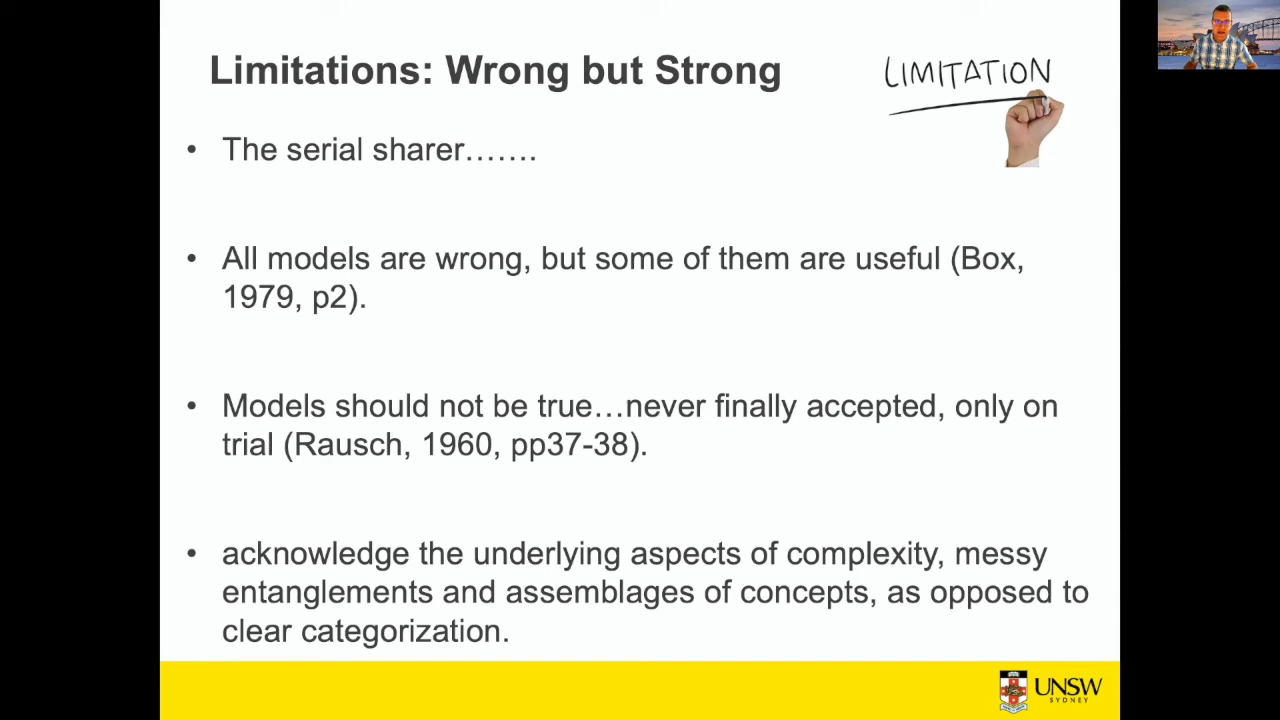 Limitations: Wrong but Strong
LIMITATION
• The serial sharer…….
• All models are wrong, but some of them are useful (Box,
1979, p2).
• Models should not be true…never finally accepted, only on
trial (Rausch, 1960, pp37-38).
• acknowledge the underlying aspects of complexity, messy
entanglements and assemblages of concepts, as opposed to
clear categorization.
UNSW
SYDNEY